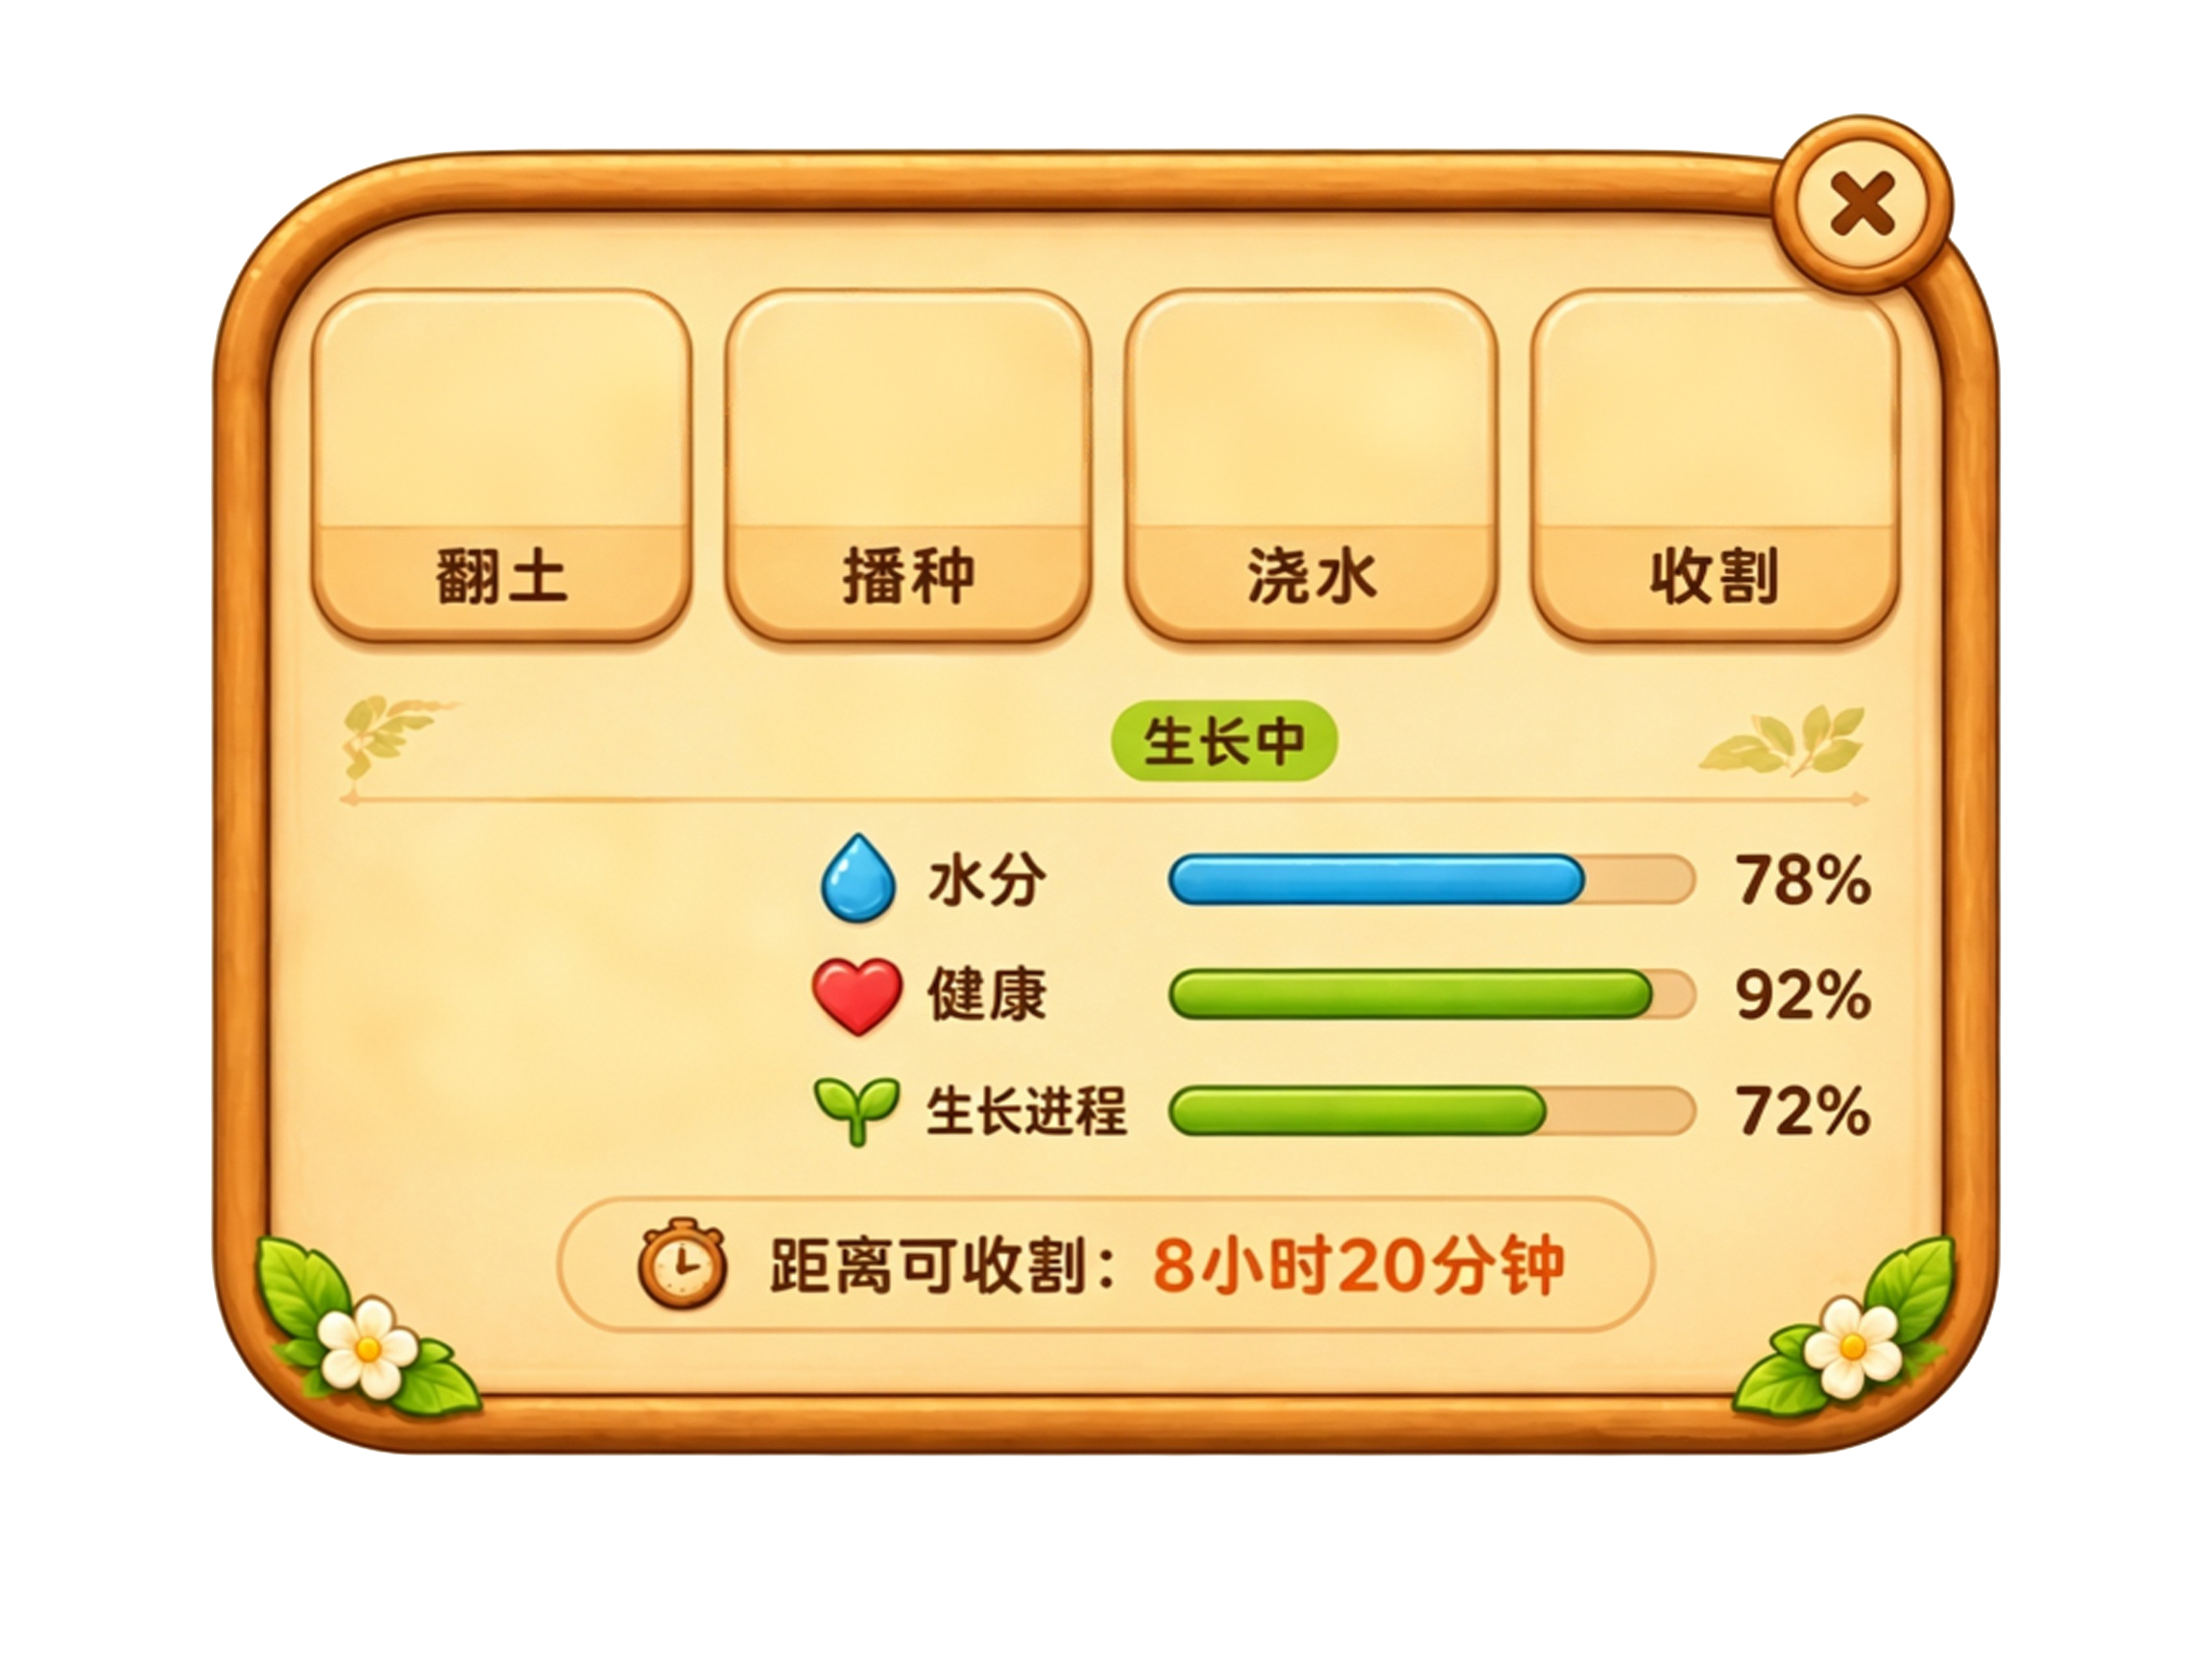 翻土
播种
浇水
收割
生长中
水分 78%
健康 92%
生长进程 72%
距离可收割：8小时20分钟